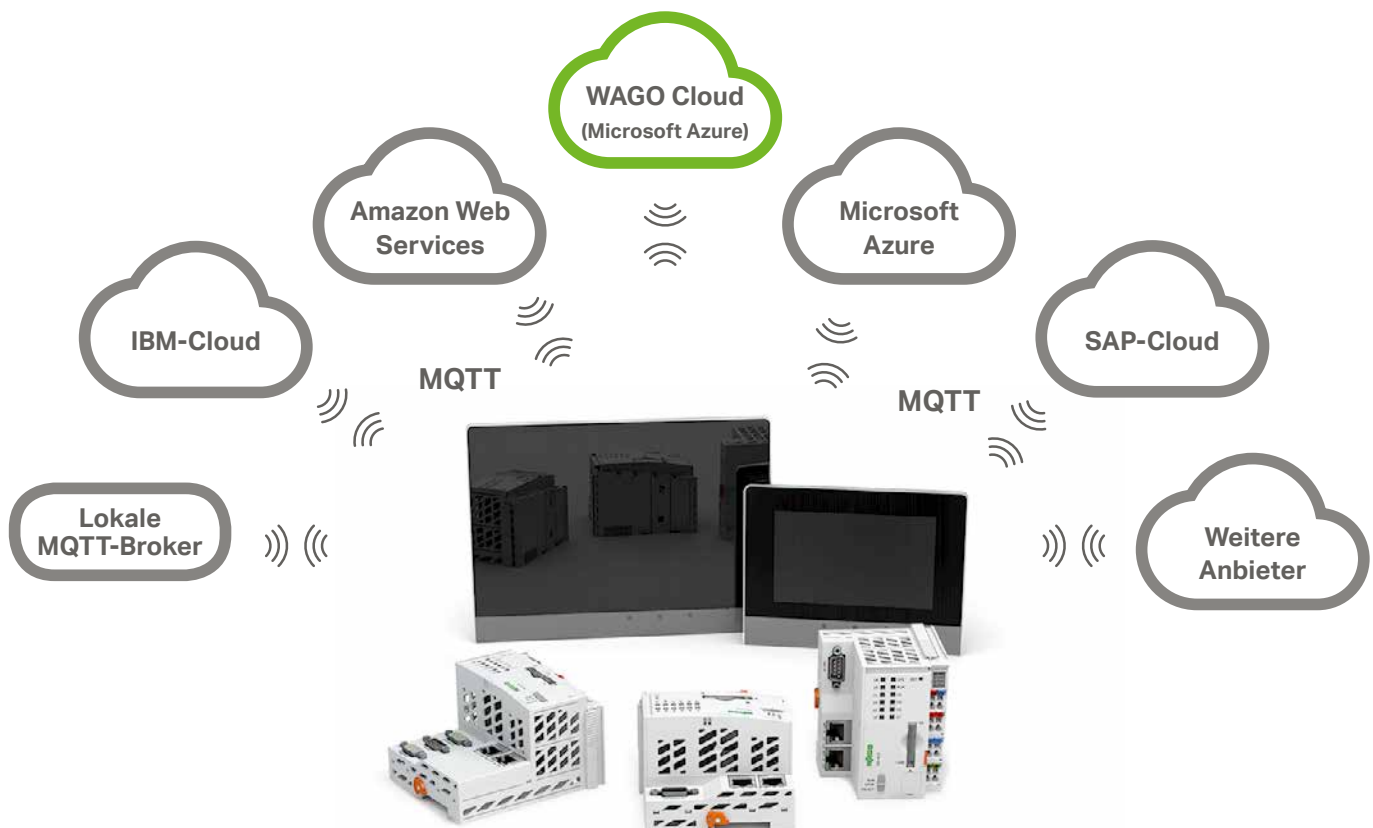 WAGO Cloud
(Microsoft Azure)
Amazon Web
Services
Microsoft
Azure
IBM-Cloud
SAP-Cloud
MQTT
MQTT
Lokale
MQTT-Broker
Weitere
Anbieter
wago